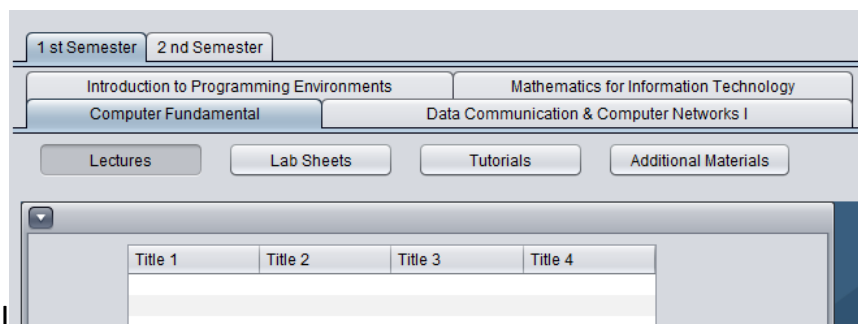 1 st Semester 2 nd Semester
Introduction to Programming Environments Mathematics for Information Technology
Computer Fundamental Data Communication & Computer Networks I
Lectures Lab Sheets Tutorials Additional Materials
Title 1 Title 2 Title 3 Title 4